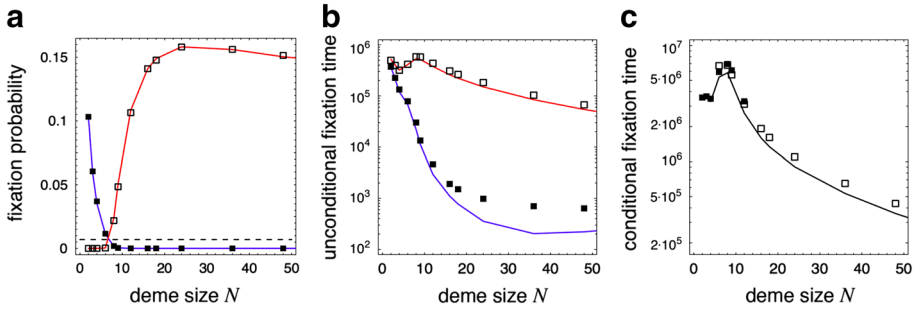 a
fixation probability
0.15
0.1
0.05
0
0 10 20 30 40 50
deme size N
b
unconditional fixation time
10⁶
10⁵
10⁴
10³
10²
0 10 20 30 40 50
deme size N
c
conditional fixation time
10⁷
5·10⁶
2·10⁶
10⁶
5·10⁵
2·10⁵
0 10 20 30 40 50
deme size N